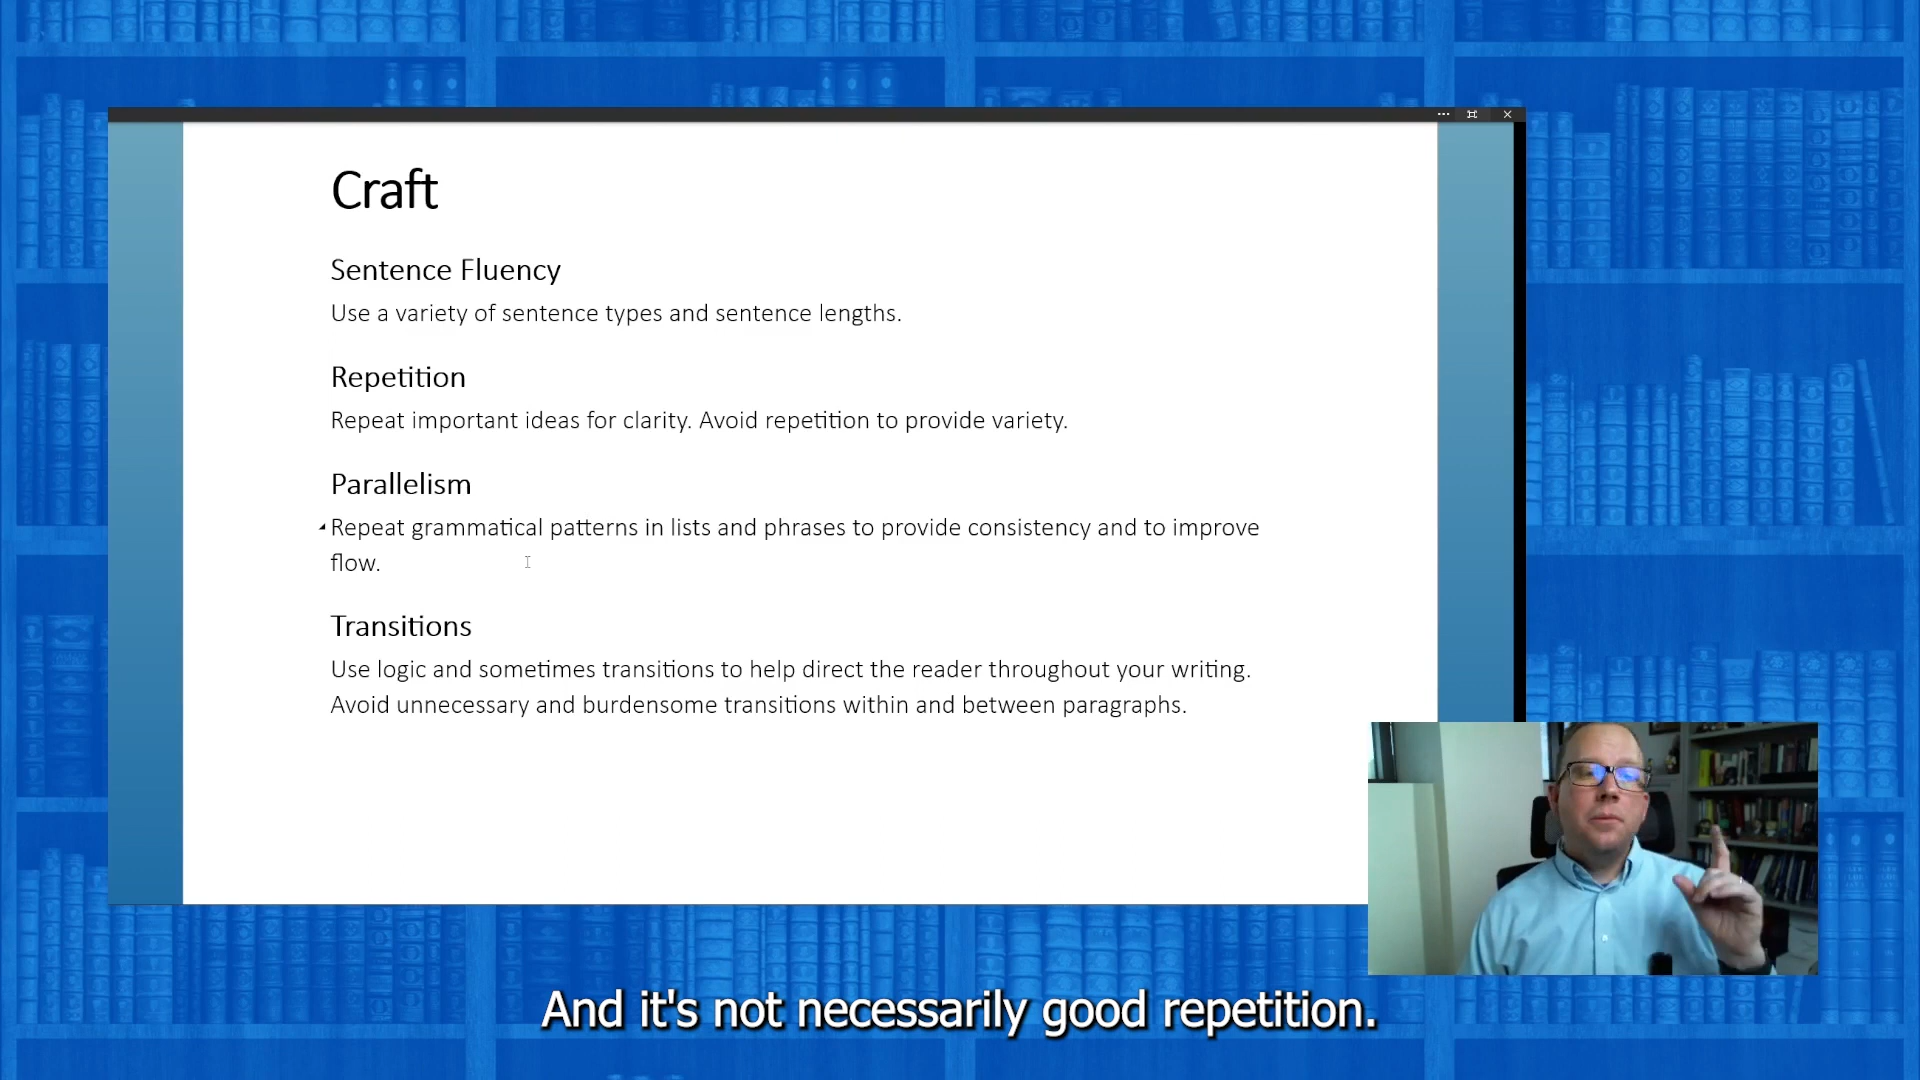 Craft
Sentence Fluency
Use a variety of sentence types and sentence lengths.
Repetition
Repeat important ideas for clarity. Avoid repetition to provide variety.
Parallelism
Repeat grammatical patterns in lists and phrases to provide consistency and to improve
flow.
Transitions
Use logic and sometimes transitions to help direct the reader throughout your writing.
Avoid unnecessary and burdensome transitions within and between paragraphs.
And it's not necessarily good repetition.